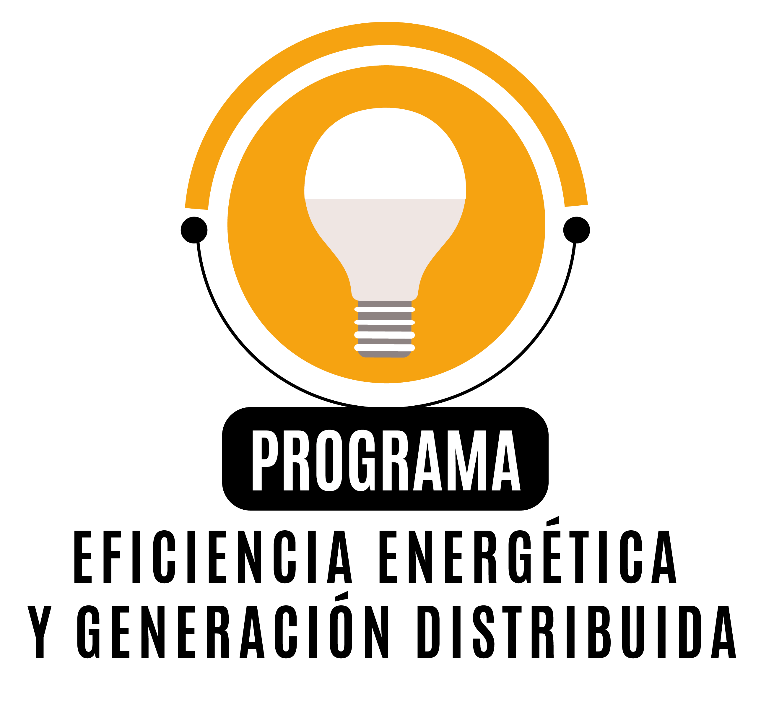 PROGRAMA
EFICIENCIA ENERGÉTICA
Y GENERACIÓN DISTRIBUIDA